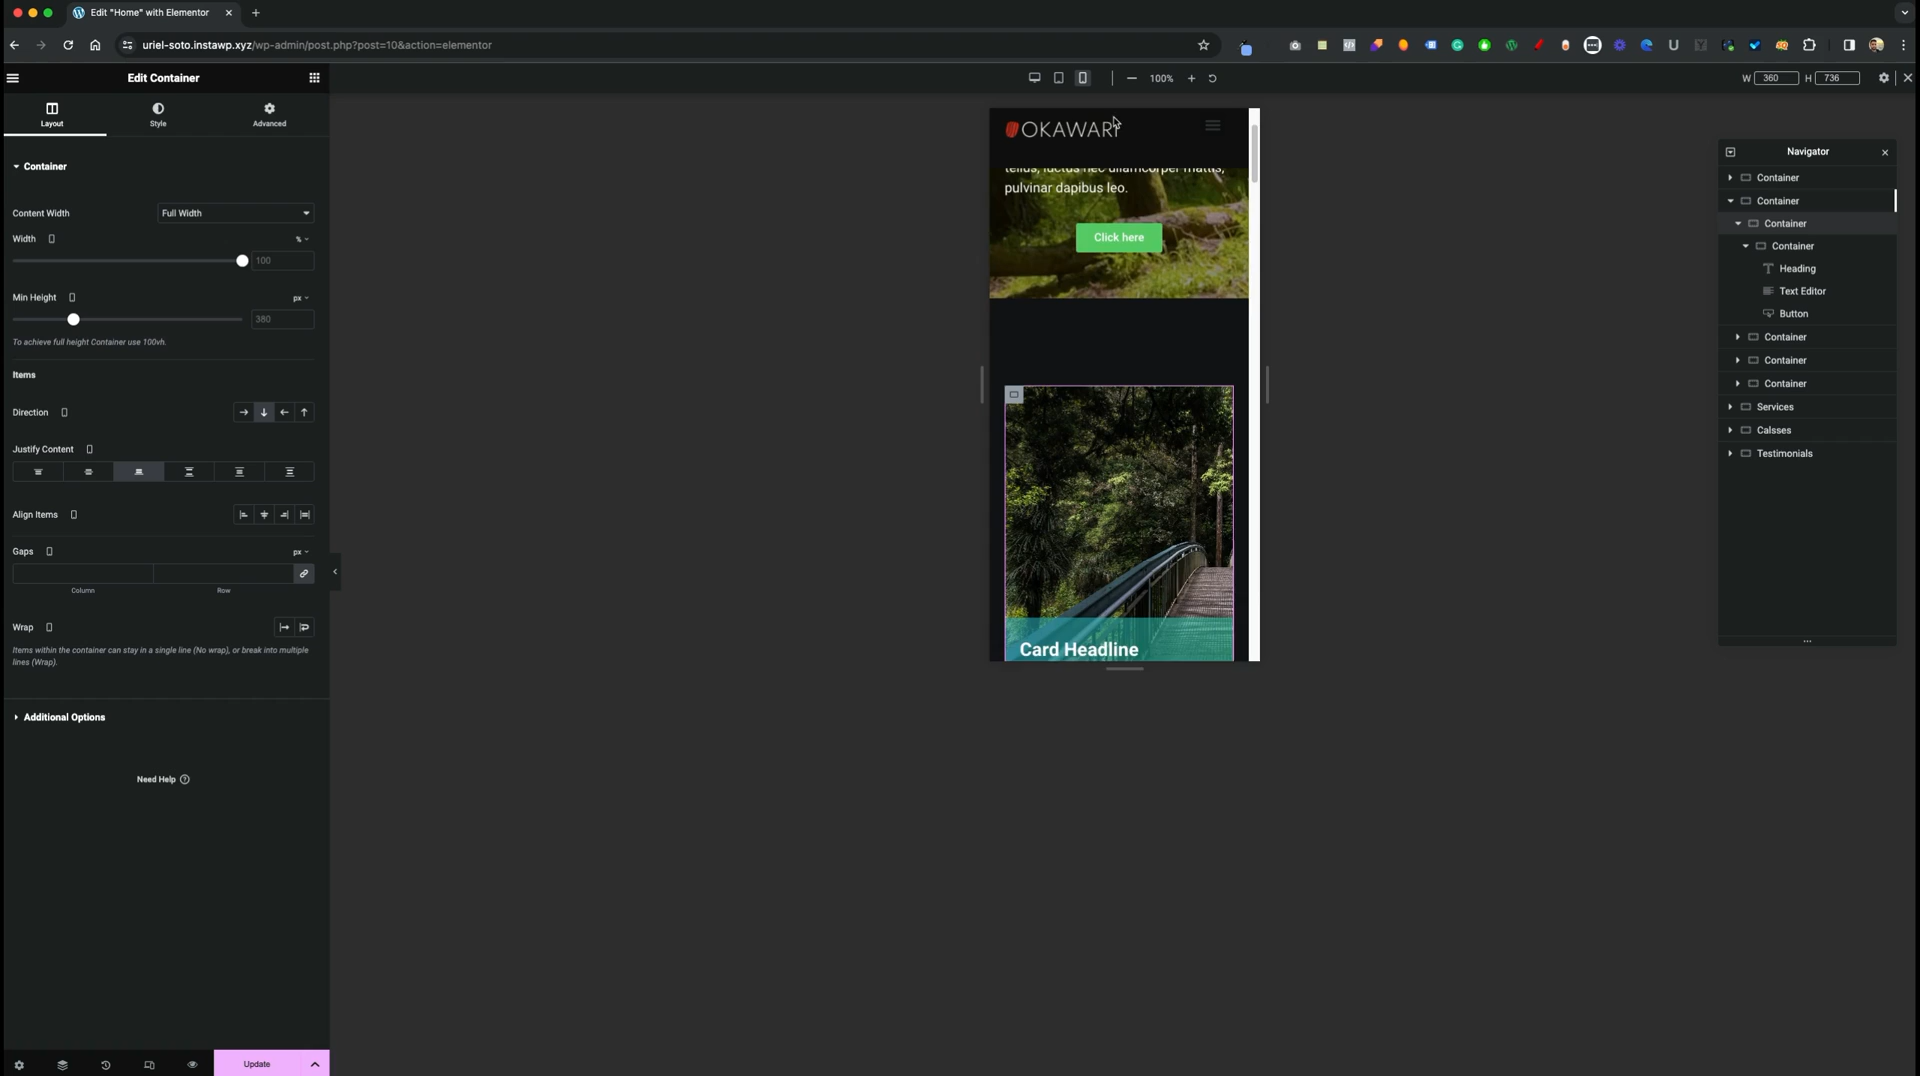 Edit "Home" with Elementor
uriel-soto.instawp.xyz/wp-admin/post.php?post=10&action=elementor
Edit Container
100%
W 360 H 736
Layout
Style
Advanced
Container
Content Width
Full Width
Width
%
100
Min Height
px
380
To achieve full height Container use 100vh.
Items
Direction
Justify Content
Align Items
Gaps
px
Column
Row
Wrap
Items within the container can stay in a single line (No wrap), or break into multiple
lines (Wrap).
Additional Options
Need Help
Update
OKAWARI
tellus, luctus nec ullamcorper mattis,
pulvinar dapibus leo.
Click here
Card Headline
Navigator
Container
Container
Container
Container
Heading
Text Editor
Button
Container
Container
Container
Services
Calsses
Testimonials